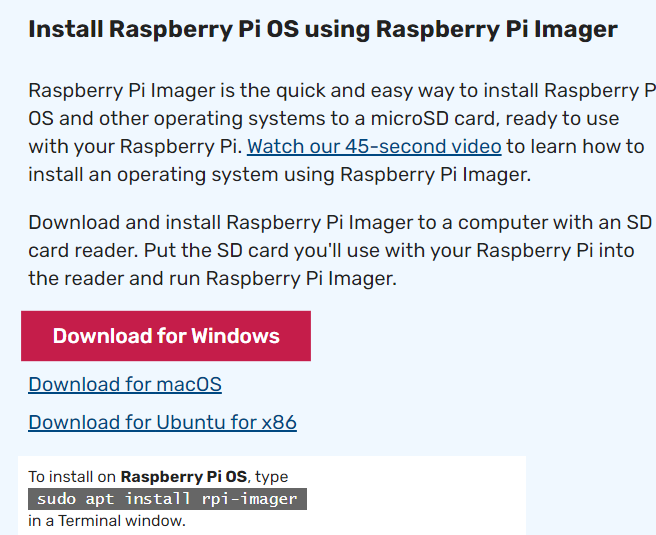 Install Raspberry Pi OS using Raspberry Pi Imager
Raspberry Pi Imager is the quick and easy way to install Raspberry P
OS and other operating systems to a microSD card, ready to use
with your Raspberry Pi. Watch our 45-second video to learn how to
install an operating system using Raspberry Pi Imager.
Download and install Raspberry Pi Imager to a computer with an SD
card reader. Put the SD card you'll use with your Raspberry Pi into
the reader and run Raspberry Pi Imager.
Download for Windows
Download for macOS
Download for Ubuntu for x86
To install on Raspberry Pi OS, type
sudo apt install rpi-imager
in a Terminal window.